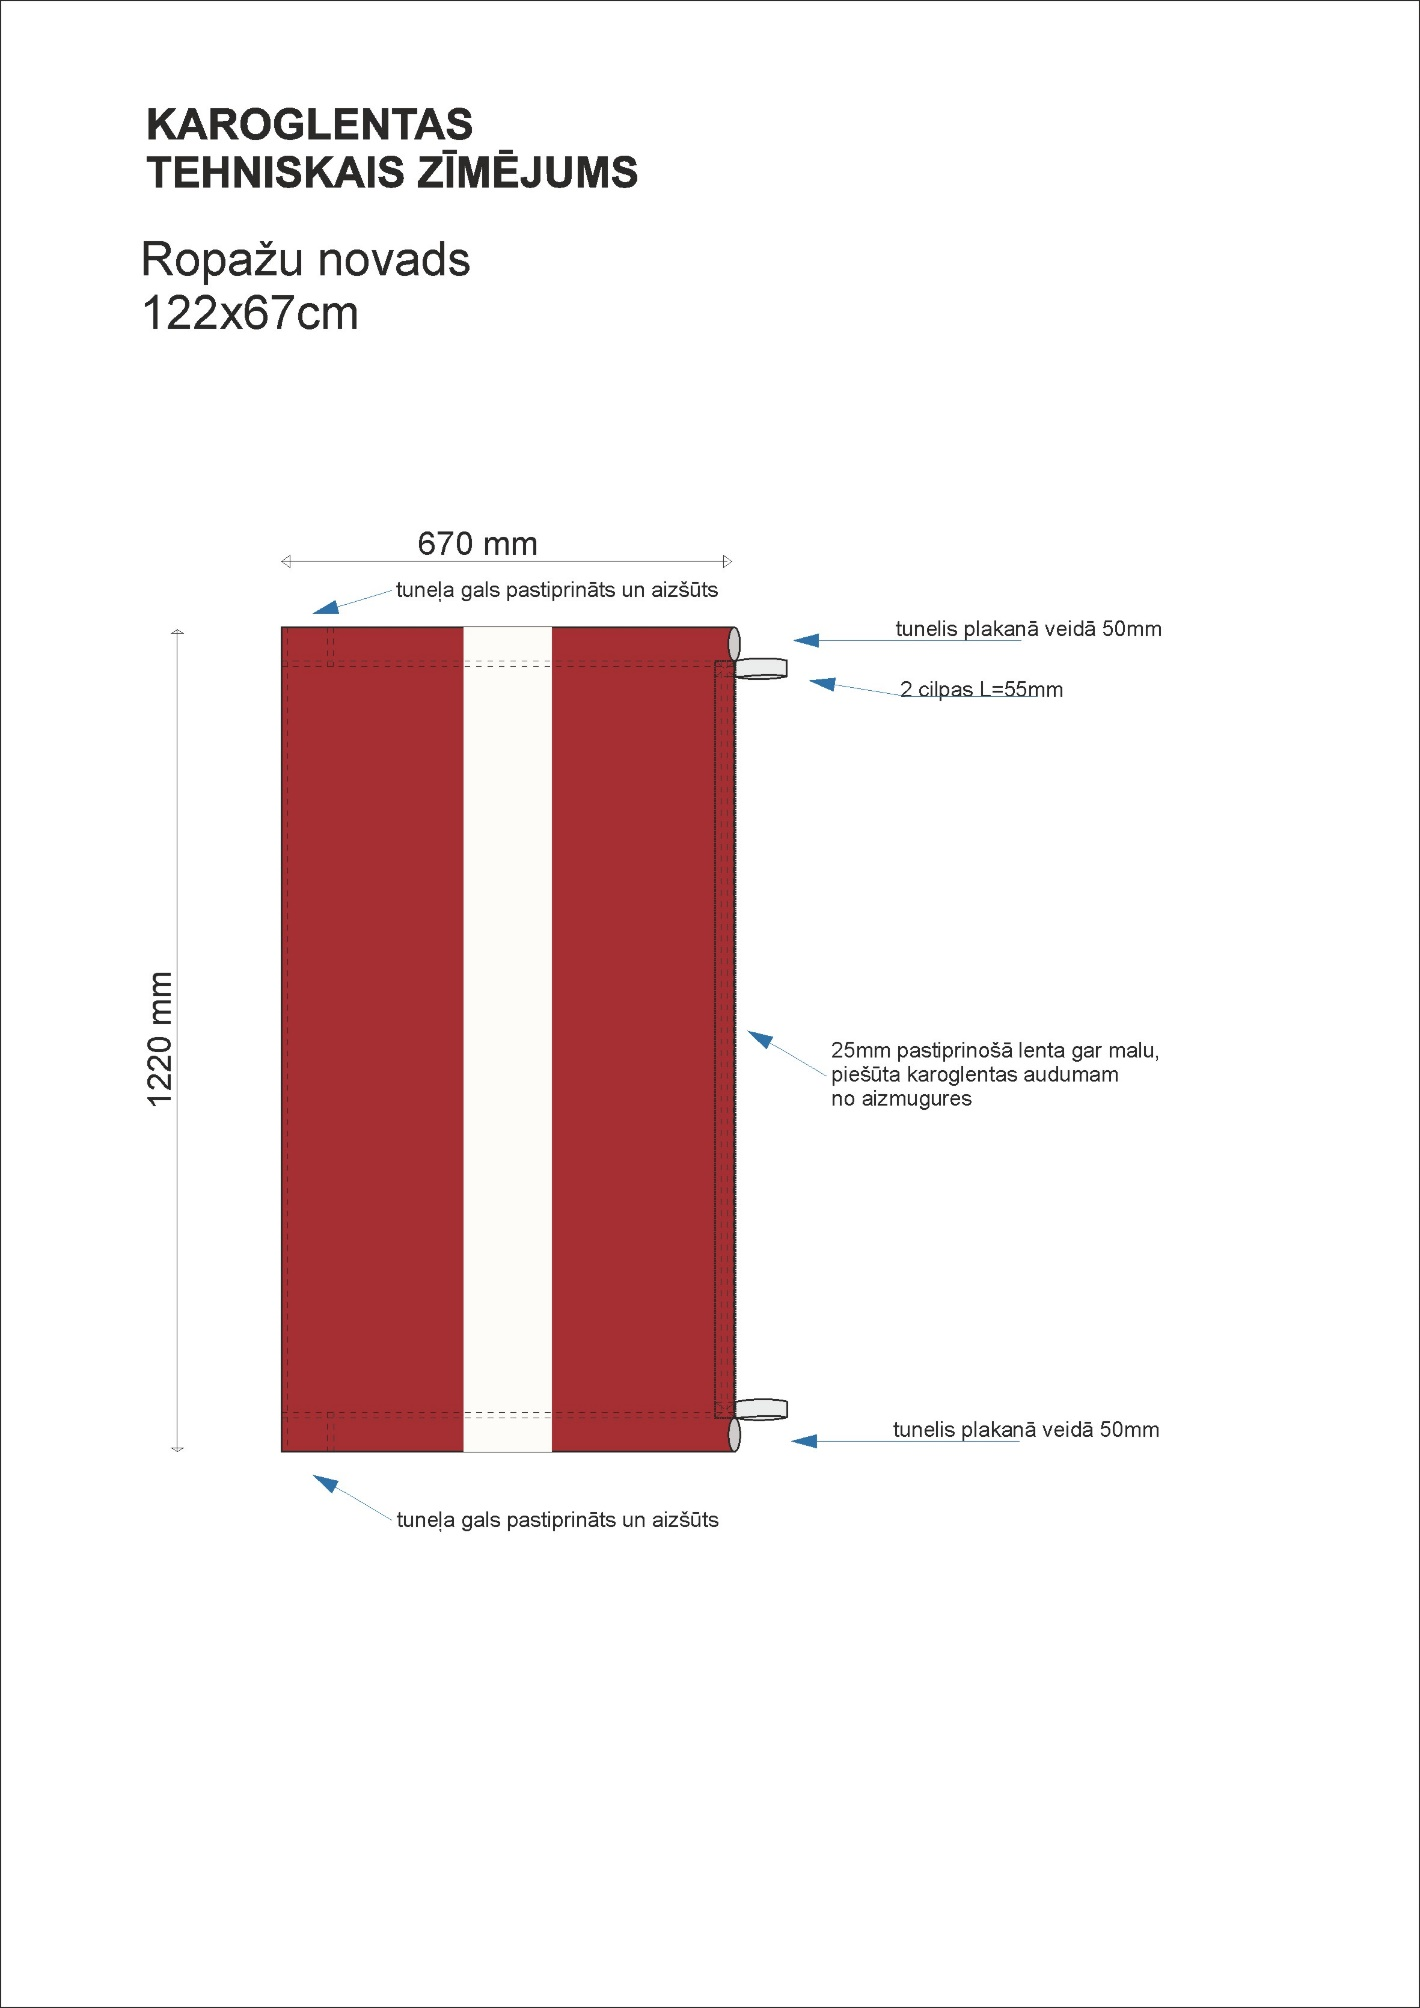 KAROGLENTAS
TEHNISKAIS ZĪMĒJUMS
Ropažu novads
122x67cm
670 mm
tuneļa gals pastiprināts un aizšūts
tunelis plakanā veidā 50mm
2 cilpas L=55mm
1220 mm
25mm pastiprinošā lenta gar malu,
piešūta karoglentas audumam
no aizmugures
tunelis plakanā veidā 50mm
tuneļa gals pastiprināts un aizšūts